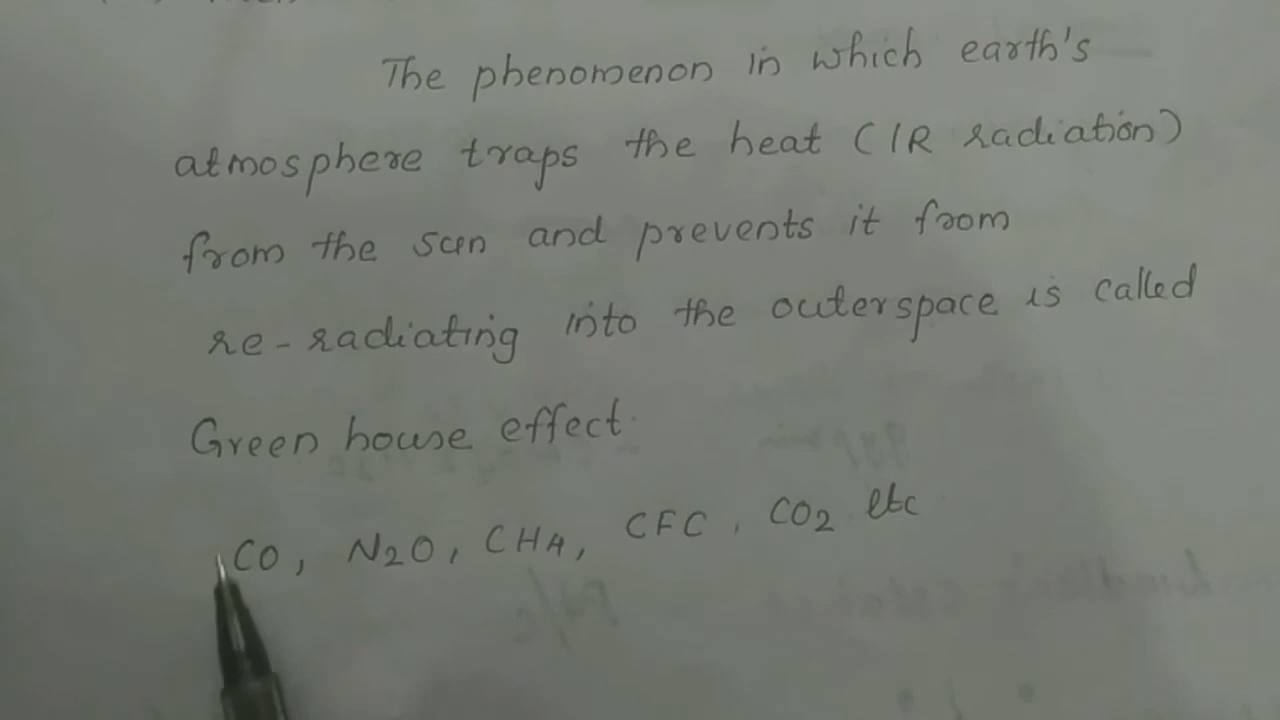 The phenomenon in which earth's
atmosphere traps the heat (IR radiation)
from the sun and prevents it from
re-radiating into the outerspace is called
Green house effect.
CO, N2O, CH4, CFC, CO2 etc